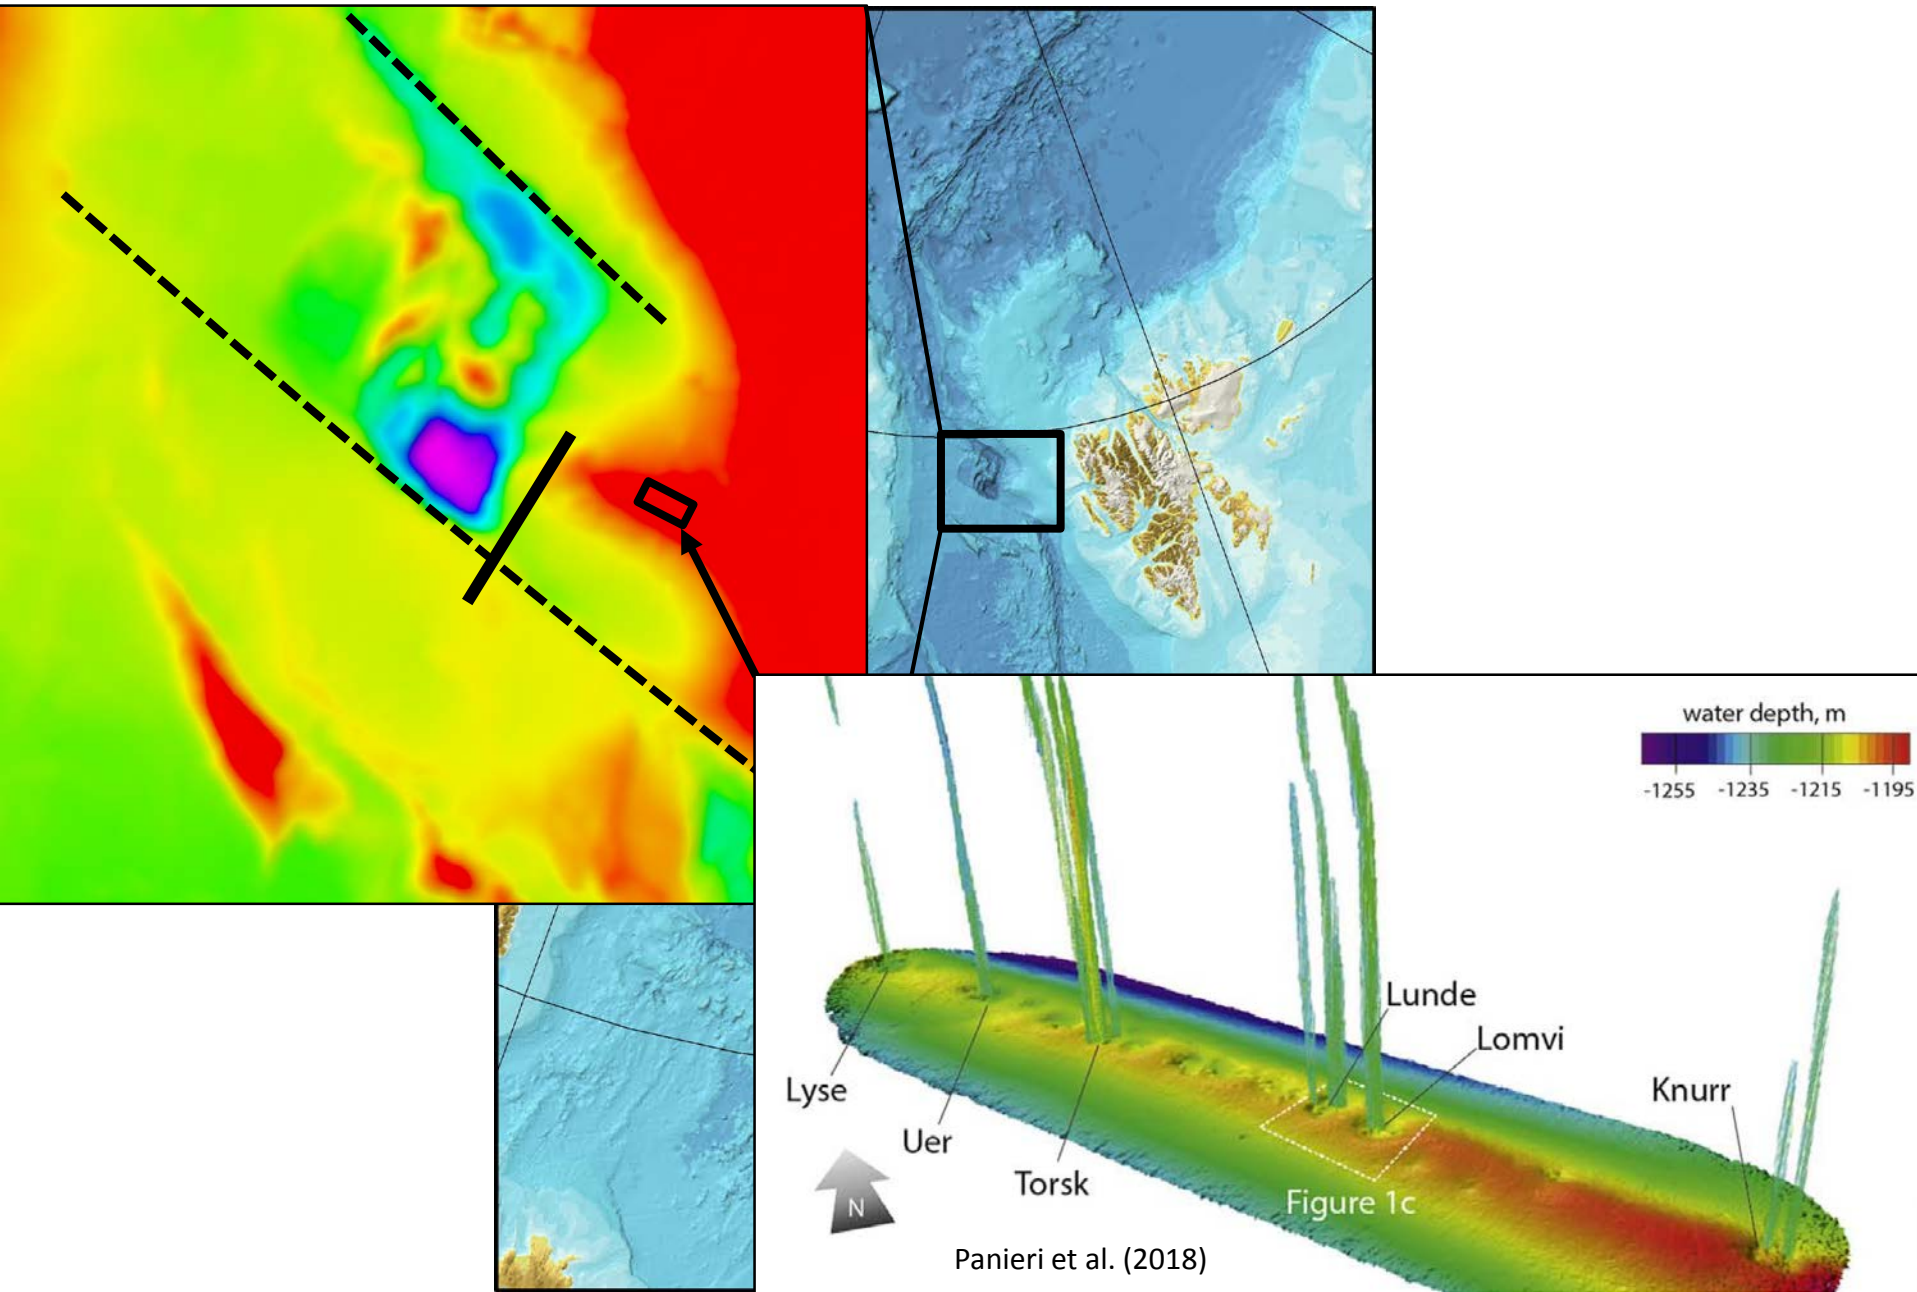 water depth, m
-1255 -1235 -1215 -1195
Lunde
Lomvi
Knurr
Lyse
Uer
Torsk
Figure 1c
N
Panieri et al. (2018)